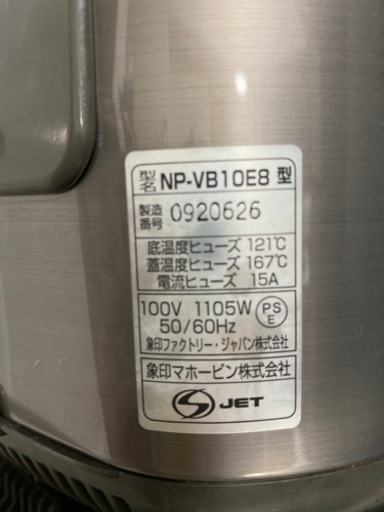 型名 NP-VB10E8 型
製造番号 0920626
底温度ヒューズ 121℃
蓋温度ヒューズ 167℃
電流ヒューズ 15A
100V 1105W
50/60Hz
PSE
象印ファクトリー・ジャパン株式会社
象印マホービン株式会社
S JET